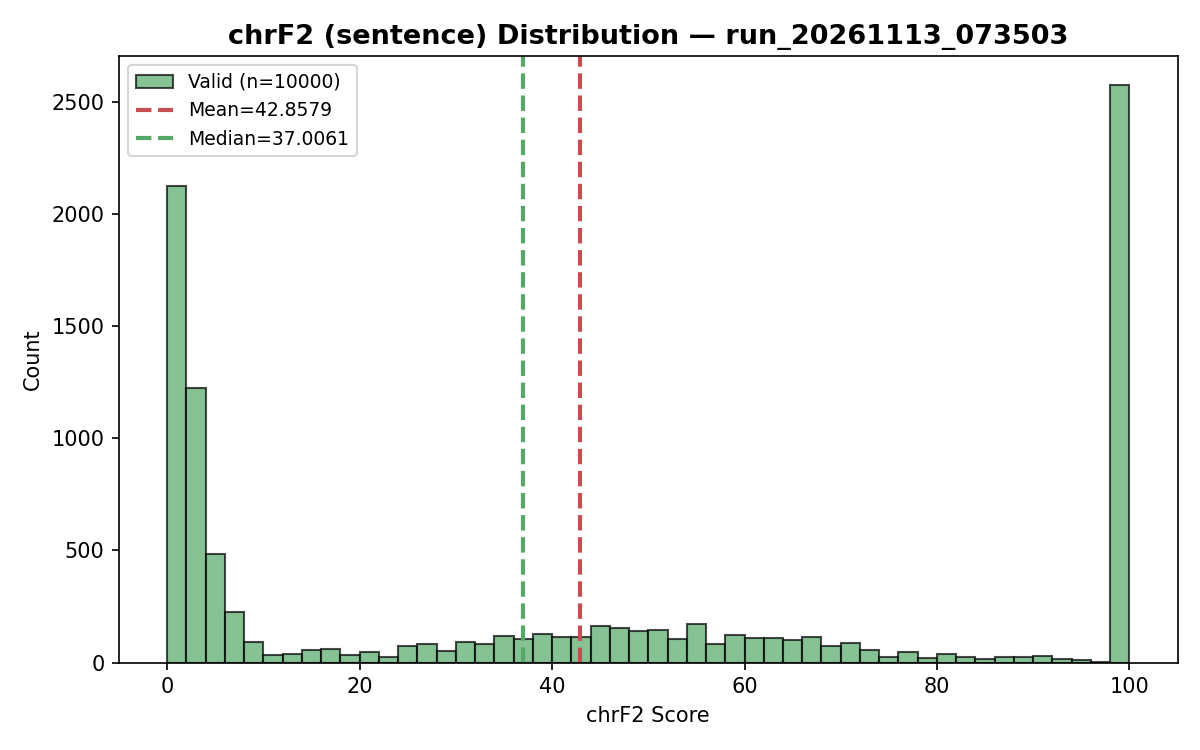 chrF2 (sentence) Distribution — run_20261113_073503
Valid (n=10000)
Mean=42.8579
Median=37.0061
Count
2500
2000
1500
1000
500
0
0 20 40 60 80 100
chrF2 Score